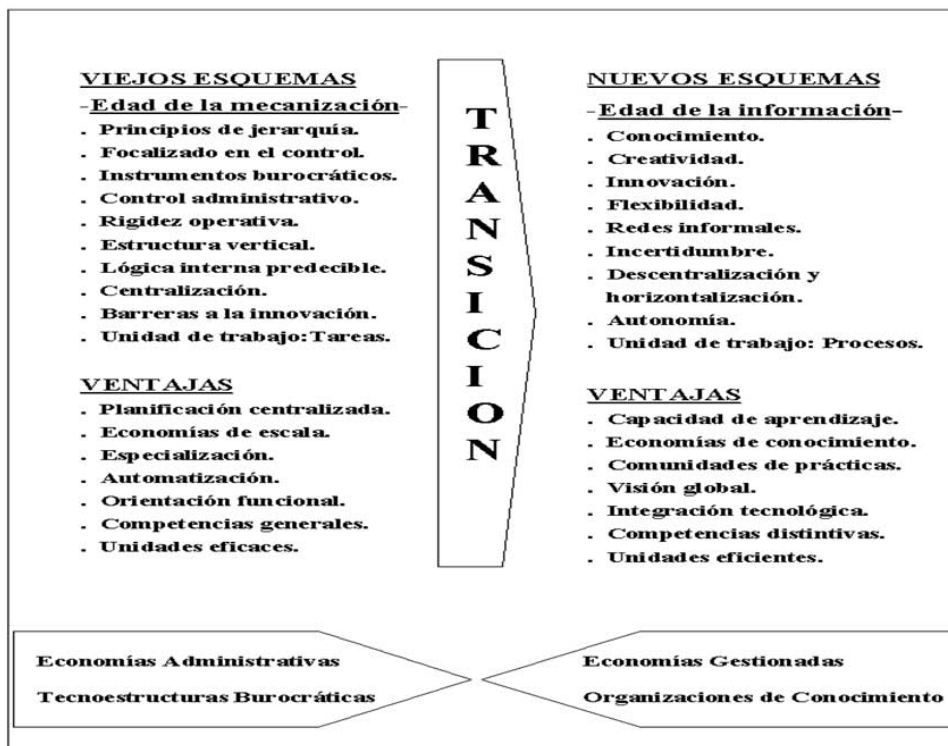 VIEJOS ESQUEMAS
-Edad de la mecanización-
. Principios de jerarquía.
. Focalizado en el control.
. Instrumentos burocráticos.
. Control administrativo.
. Rigidez operativa.
. Estructura vertical.
. Lógica interna predecible.
. Centralización.
. Barreras a la innovación.
. Unidad de trabajo:Tareas.
VENTAJAS
. Planificación centralizada.
. Economías de escala.
. Especialización.
. Automatización.
. Orientación funcional.
. Competencias generales.
. Unidades eficaces.
TRANSICION
NUEVOS ESQUEMAS
-Edad de la información-
. Conocimiento.
. Creatividad.
. Innovación.
. Flexibilidad.
. Redes informales.
. Incertidumbre.
. Descentralización y
horizontalización.
. Autonomía.
. Unidad de trabajo: Procesos.
VENTAJAS
. Capacidad de aprendizaje.
. Economías de conocimiento.
. Comunidades de prácticas.
. Visión global.
. Integración tecnológica.
. Competencias distintivas.
. Unidades eficientes.
Economías Administrativas
Tecnoestructuras Burocráticas
Economías Gestionadas
Organizaciones de Conocimiento